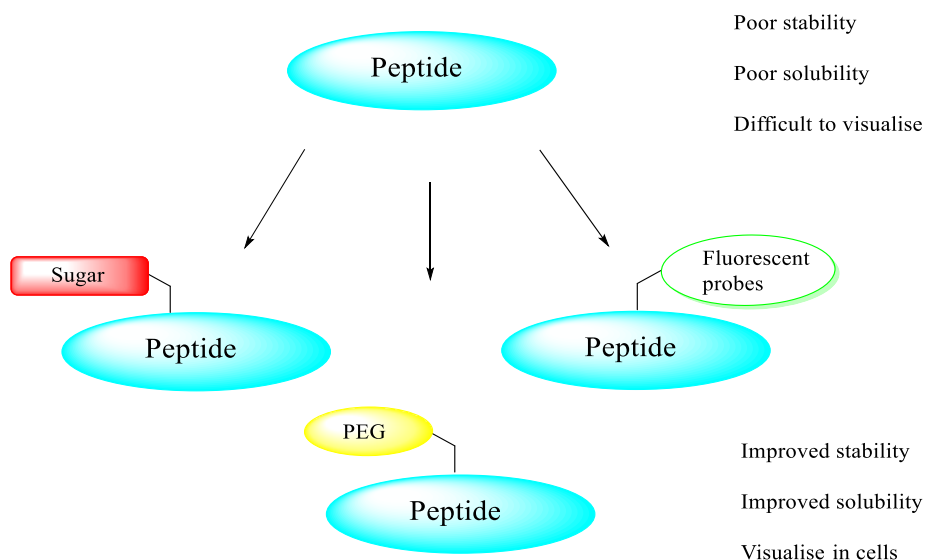 Poor stability
Peptide
Poor solubility
Difficult to visualise
Sugar
Fluorescent
probes
Peptide
Peptide
PEG
Improved stability
Peptide
Improved solubility
Visualise in cells